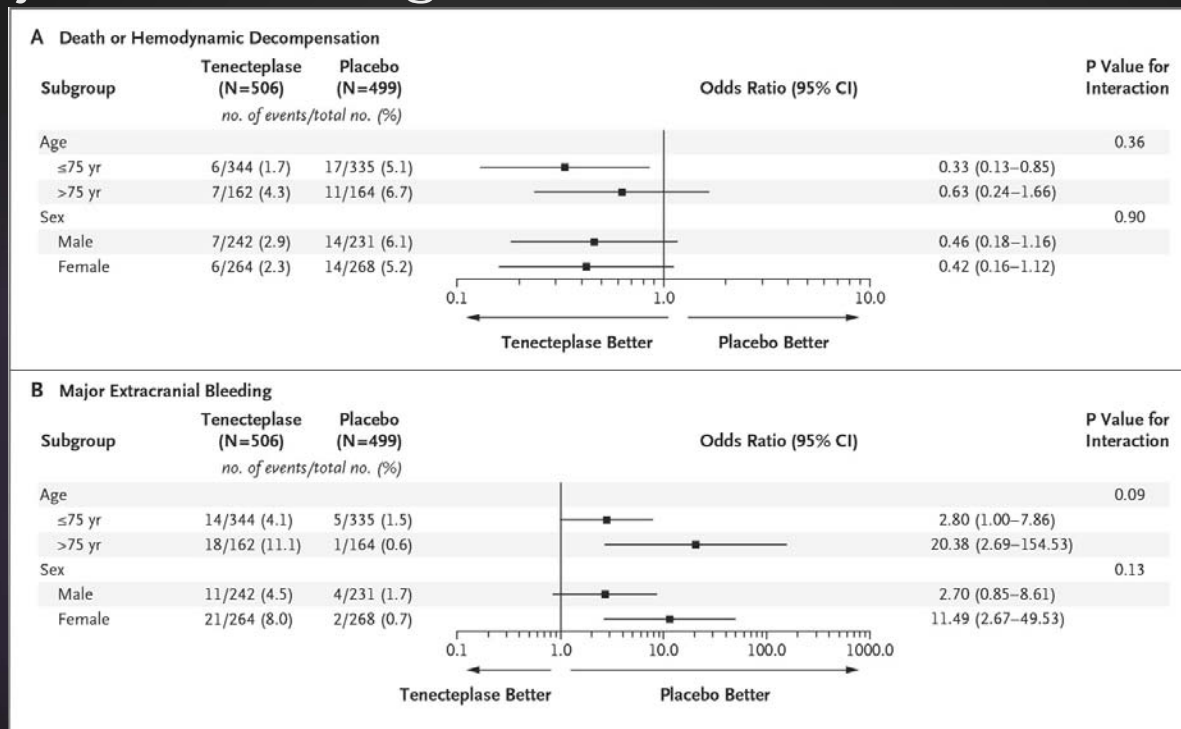 A Death or Hemodynamic Decompensation
Subgroup Tenecteplase (N=506) Placebo (N=499) Odds Ratio (95% CI) P Value for Interaction
no. of events/total no. (%)
Age 0.36
≤75 yr 6/344 (1.7) 17/335 (5.1) 0.33 (0.13–0.85)
>75 yr 7/162 (4.3) 11/164 (6.7) 0.63 (0.24–1.66)
Sex 0.90
Male 7/242 (2.9) 14/231 (6.1) 0.46 (0.18–1.16)
Female 6/264 (2.3) 14/268 (5.2) 0.42 (0.16–1.12)
0.1 1.0 10.0
Tenecteplase Better Placebo Better
B Major Extracranial Bleeding
Subgroup Tenecteplase (N=506) Placebo (N=499) Odds Ratio (95% CI) P Value for Interaction
no. of events/total no. (%)
Age 0.09
≤75 yr 14/344 (4.1) 5/335 (1.5) 2.80 (1.00–7.86)
>75 yr 18/162 (11.1) 1/164 (0.6) 20.38 (2.69–154.53)
Sex 0.13
Male 11/242 (4.5) 4/231 (1.7) 2.70 (0.85–8.61)
Female 21/264 (8.0) 2/268 (0.7) 11.49 (2.67–49.53)
0.1 1.0 10.0 100.0 1000.0
Tenecteplase Better Placebo Better